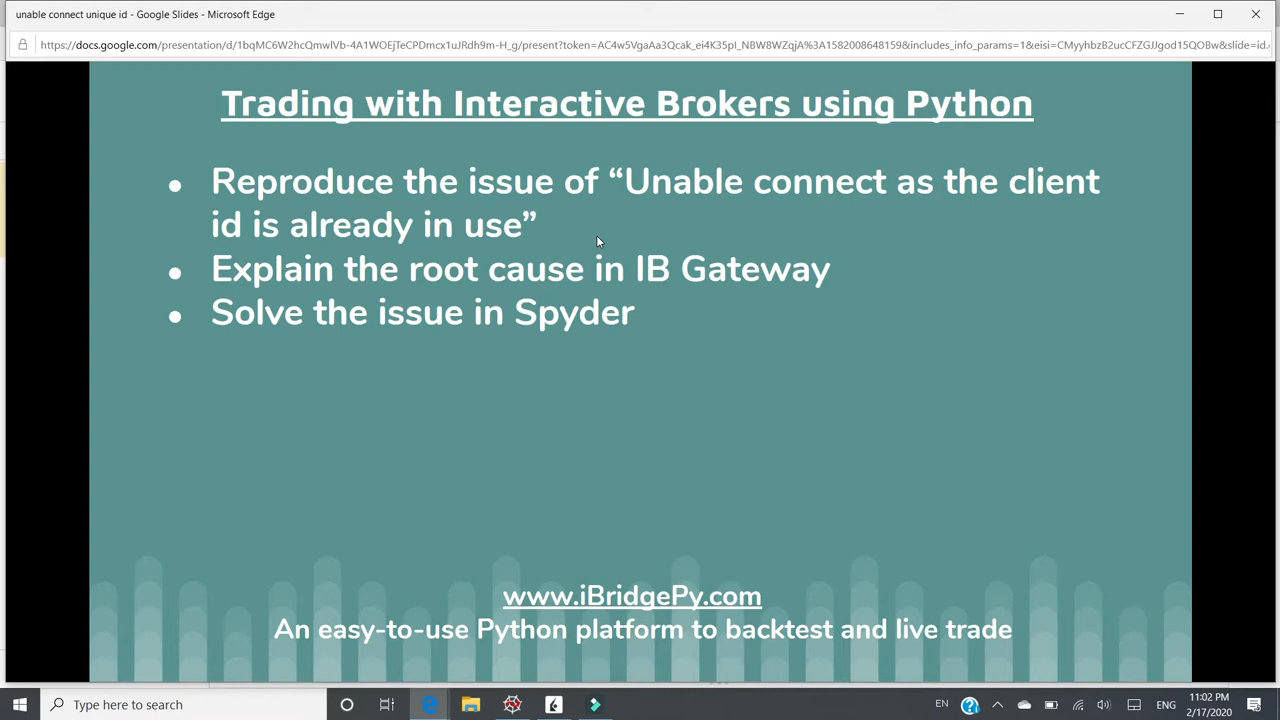 unable connect unique id - Google Slides - Microsoft Edge
https://docs.google.com/presentation/d/1bqMC6W2hcQmwlVb-4A1WOEjTeCPDmcx1uJRdh9m-H_g/present?token=AC4w5VgaAa3Qcak_ei4K35pI_NBW8WZqjA%3A1582008648159&includes_info_params=1&eisi=CMyyhbzB2ucCFZGJJgod15QOBw&slide=id.
Trading with Interactive Brokers using Python
● Reproduce the issue of “Unable connect as the client
id is already in use”
● Explain the root cause in IB Gateway
● Solve the issue in Spyder
www.iBridgePy.com
An easy-to-use Python platform to backtest and live trade
Type here to search
EN
ENG
11:02 PM
2/17/2020